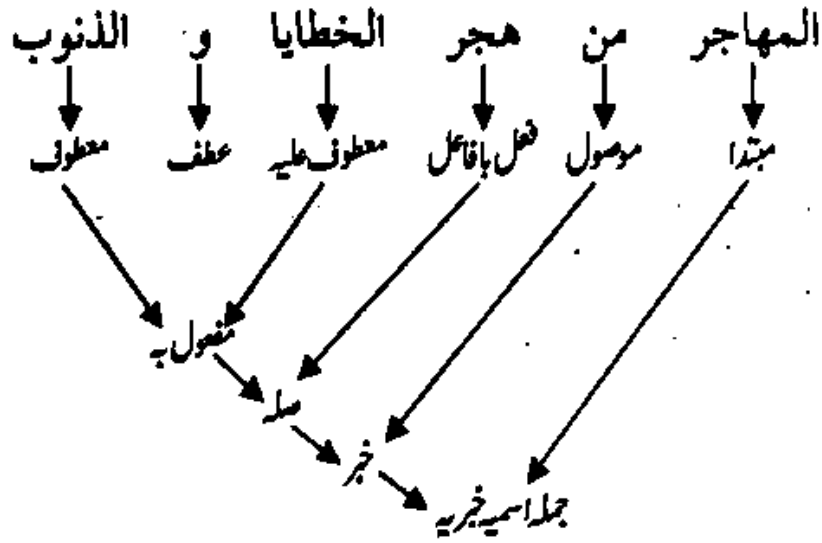 المهاجر من هجر الخطايا و الذنوب
مبتدا موصول فعل بافاعل معطوف علیہ عطف معطوف
مفعول بہ
صلہ
خبر
جملہ اسمیہ خبریہ